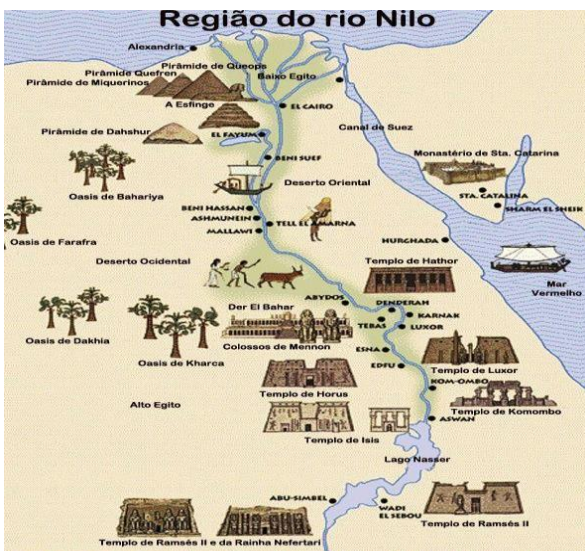 Região do rio Nilo
Alexandria
Pirâmide de Queops
Pirâmide Quefren
Baixo Egito
Pirâmide de Miquerinos
A Esfinge
EL CAIRO
Canal de Suez
Pirâmide de Dahshur
EL FAYUM
Monastério de Sta. Catarina
BENI SUEF
Deserto Oriental
Oasis de Bahariya
STA. CATALINA
SHARM EL SHEIK
BENI HASSAN
ASHMUNEIN
TELL EL AMARNA
MALLAWI
Oasis de Farafra
HURGHADA
Deserto Ocidental
Templo de Hathor
Mar
Vermelho
ABYDOS
DENDERAH
Der El Bahar
KARNAK
TEBAS
LUXOR
Oasis de Dakhia
Colossos de Mennon
ESNA
Oasis de Kharca
EDFU
Templo de Luxor
KOM-OMBO
Templo de Horus
Alto Egito
Templo de Komombo
ASWAN
Templo de Isis
Lago Nasser
ABU-SIMBEL
WADI
EL SEBOU
Templo de Ramsés II
Templo de Ramsés II e da Rainha Nefertari